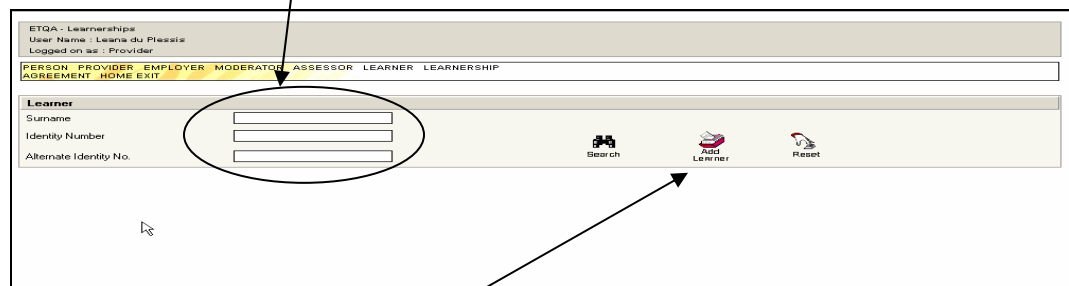 ETQA - Learnerships
User Name : Leana du Plessis
Logged on as : Provider
PERSON PROVIDER EMPLOYER MODERATOR ASSESSOR LEARNER LEARNERSHIP
AGREEMENT HOME EXIT
Learner
Surname
Identity Number
Alternate Identity No.
Search
Add
Learner
Reset